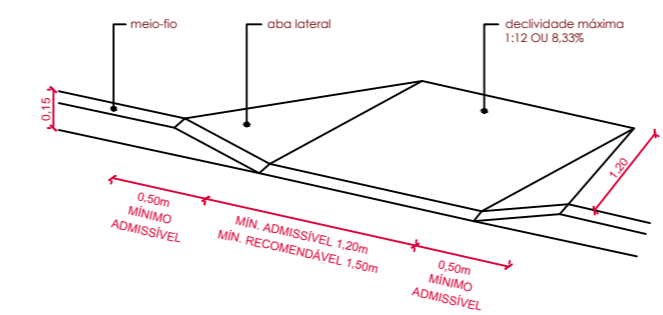 meio-fio
aba lateral
declividade máxima
1:12 OU 8,33%
0,15
1,20
0,50m
MÍNIMO
ADMISSÍVEL
MÍN. ADMISSÍVEL 1,20m
MÍN. RECOMENDÁVEL 1,50m
0,50m
MÍNIMO
ADMISSÍVEL